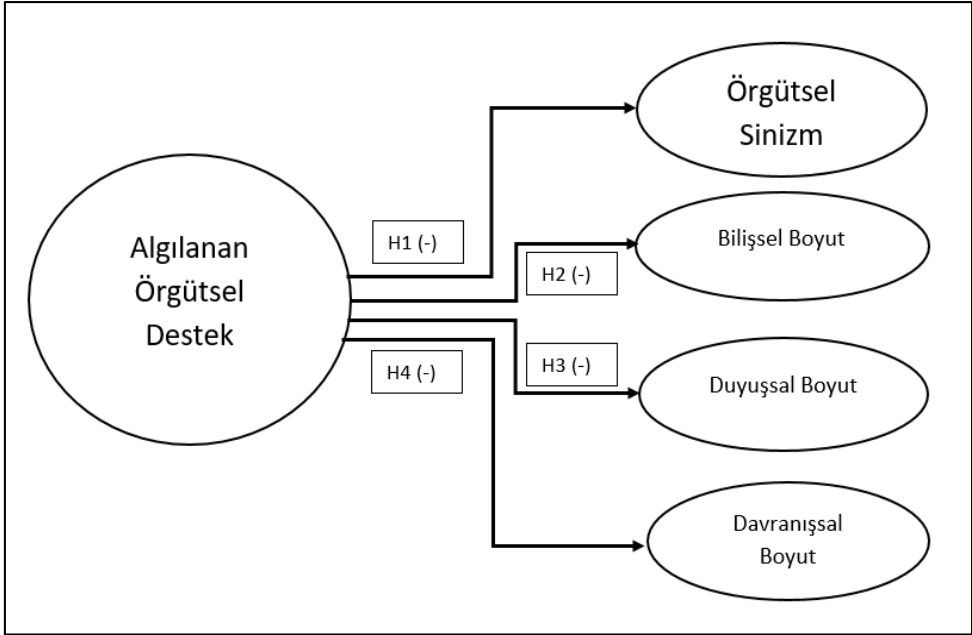 Algılanan
Örgütsel
Destek
H1 (-)
H2 (-)
H3 (-)
H4 (-)
Örgütsel
Sinizm
Bilişsel Boyut
Duyuşsal Boyut
Davranışsal
Boyut